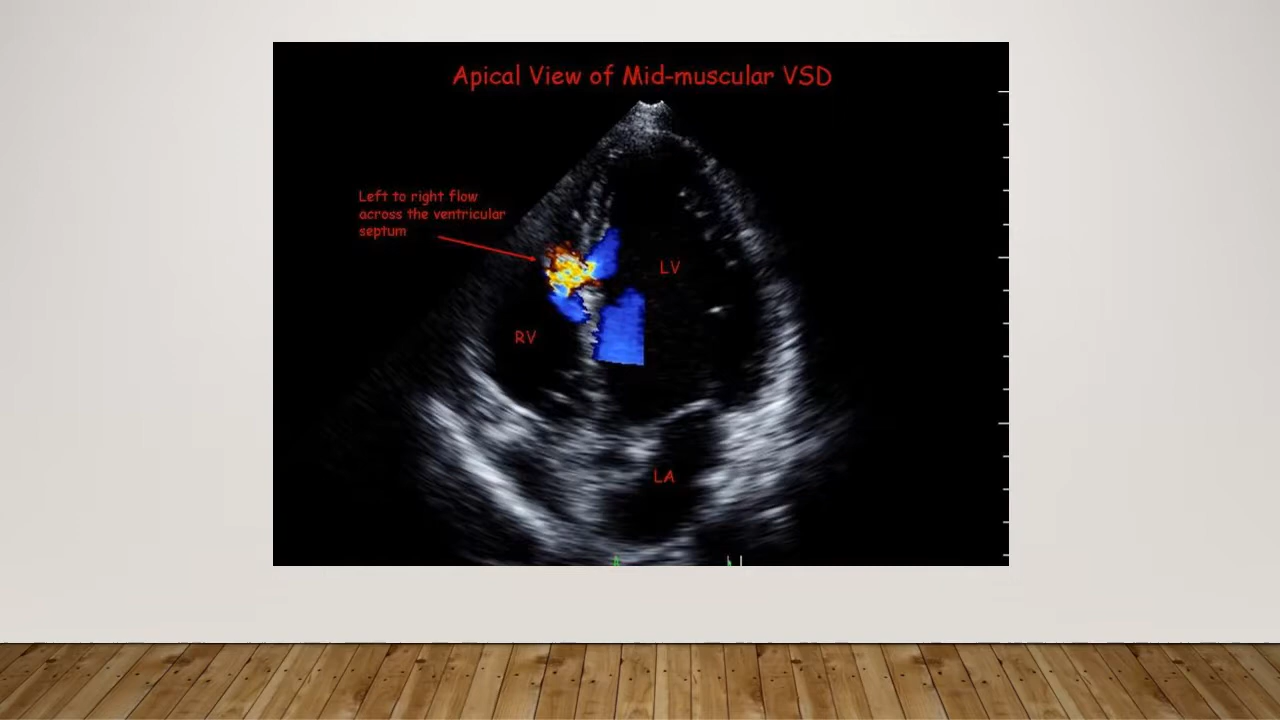 Apical View of Mid-muscular VSD
Left to right flow
across the ventricular
septum
LV
RV
LA